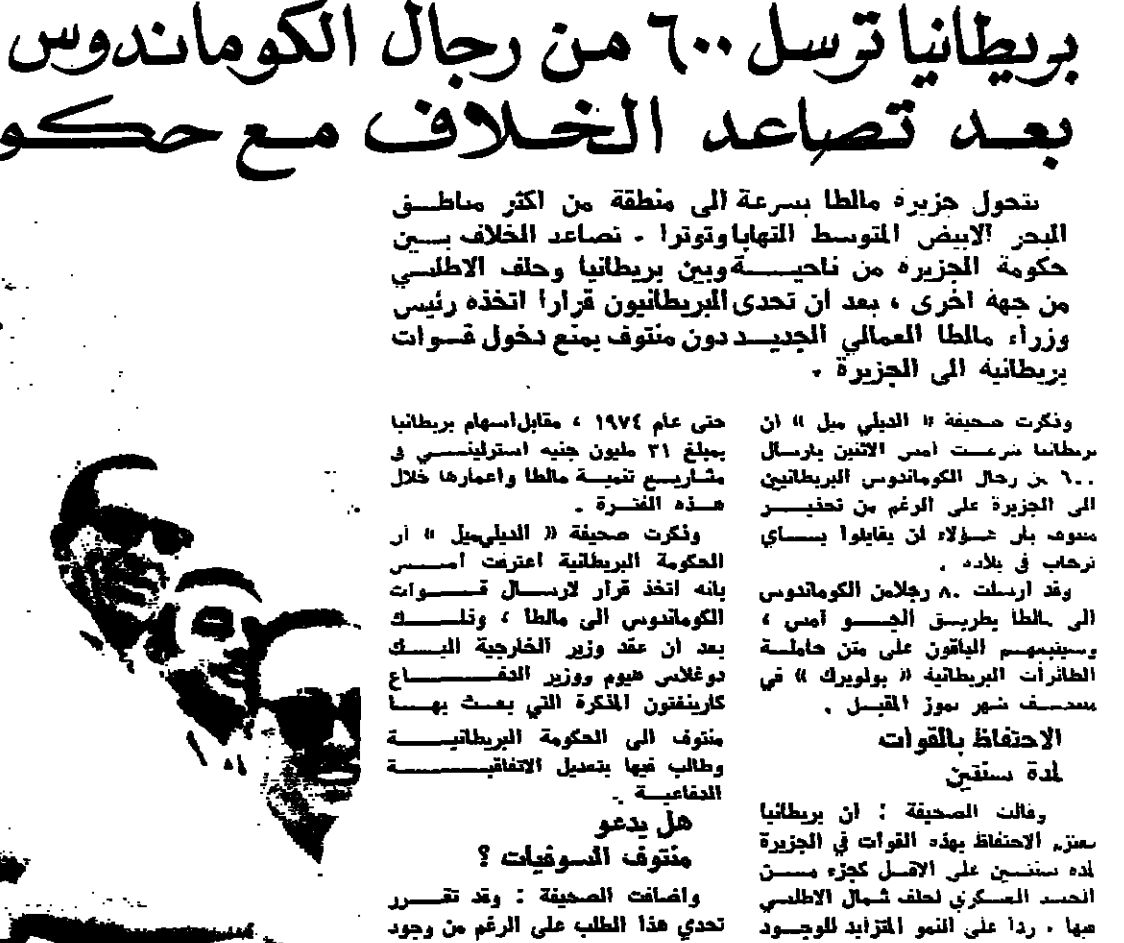 بريطانيا ترسل ٦٠٠ من رجال الكوماندوس
بعد تصاعد الخلاف مع حكو
تتحول جزيرة مالطا بسرعة الى منطقة من اكثر مناطق
البحر الابيض المتوسط التهابا وتوترا . تصاعد الخلاف بين
حكومة الجزيرة من ناحية وبين بريطانيا وحلف الاطلسي
من جهة اخرى ، بعد ان تحدى البريطانيون قرارا اتخذه رئيس
وزراء مالطا العمالي الجديد دون منتوف بمنع دخول قوات
بريطانية الى الجزيرة .
وذكرت صحيفة « الديلي ميل » ان
بريطانيا شرعت امس الاثنين بارسال
٦٠٠ من رجال الكوماندوس البريطانيين
الى الجزيرة على الرغم من تحذير
منتوف بان هؤلاء لن يقابلوا باي
ترحاب في بلاده .
وقد ارسلت ٨٠ رجلا من الكوماندوس
الى مالطا بطريق الجو امس ،
وسيتبعهم الباقون على متن حاملة
الطائرات البريطانية « بولويرك » في
منتصف شهر تموز المقبل .
الاحتفاظ بالقوات
لمدة سنتين
وقالت الصحيفة : ان بريطانيا
تعتزم الاحتفاظ بهذه القوات في الجزيرة
لمدة سنتين على الاقل كجزء من
الحشد العسكري لحلف شمال الاطلسي
فيها ، ردا على النمو المتزايد للوجود
حتى عام ١٩٧٤ ، مقابل اسهام بريطانيا
بمبلغ ٣١ مليون جنيه استرليني في
مشاريع تنمية مالطا واعمارها خلال
هذه الفترة .
وذكرت صحيفة « الديلي ميل » ان
الحكومة البريطانية اعترفت امس
بانه اتخذ قرار لارسال قوات
الكوماندوس الى مالطا ، وذلك
بعد ان عقد وزير الخارجية اليك
دوغلاس هيوم ووزير الدفاع
كارينغتون المذكرة التي بعث بها
منتوف الى الحكومة البريطانية
وطالب فيها بتعديل الاتفاقية
الدفاعية .
هل يدعو
منتوف السوفيات ؟
واضافت الصحيفة : وقد تقرر
تحدي هذا الطلب على الرغم من وجود